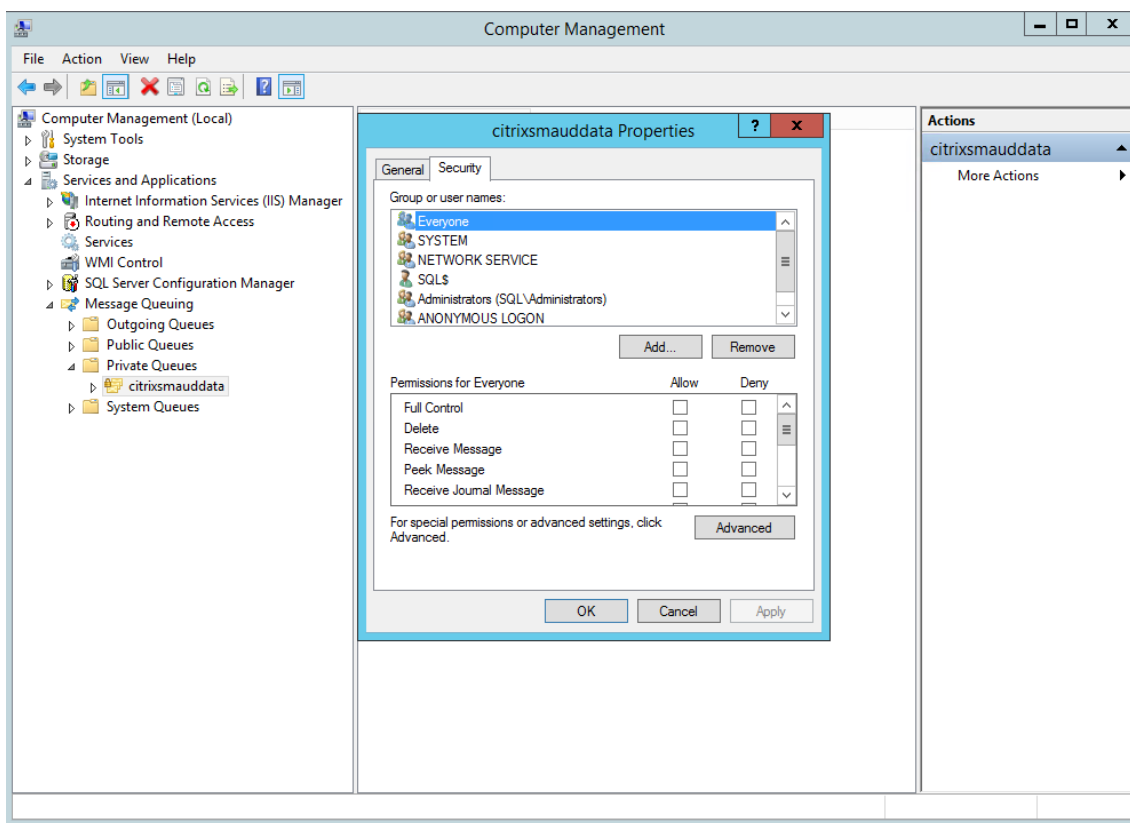 Computer Management
File Action View Help
Computer Management (Local)
System Tools
Storage
Services and Applications
Internet Information Services (IIS) Manager
Routing and Remote Access
Services
WMI Control
SQL Server Configuration Manager
Message Queuing
Outgoing Queues
Public Queues
Private Queues
citrixsmauddata
System Queues
citrixsmauddata Properties
General Security
Group or user names:
Everyone
SYSTEM
NETWORK SERVICE
SQL$
Administrators (SQL\Administrators)
ANONYMOUS LOGON
Add... Remove
Permissions for Everyone Allow Deny
Full Control
Delete
Receive Message
Peek Message
Receive Journal Message
For special permissions or advanced settings, click
Advanced.
Advanced
OK Cancel Apply
Actions
citrixsmauddata
More Actions